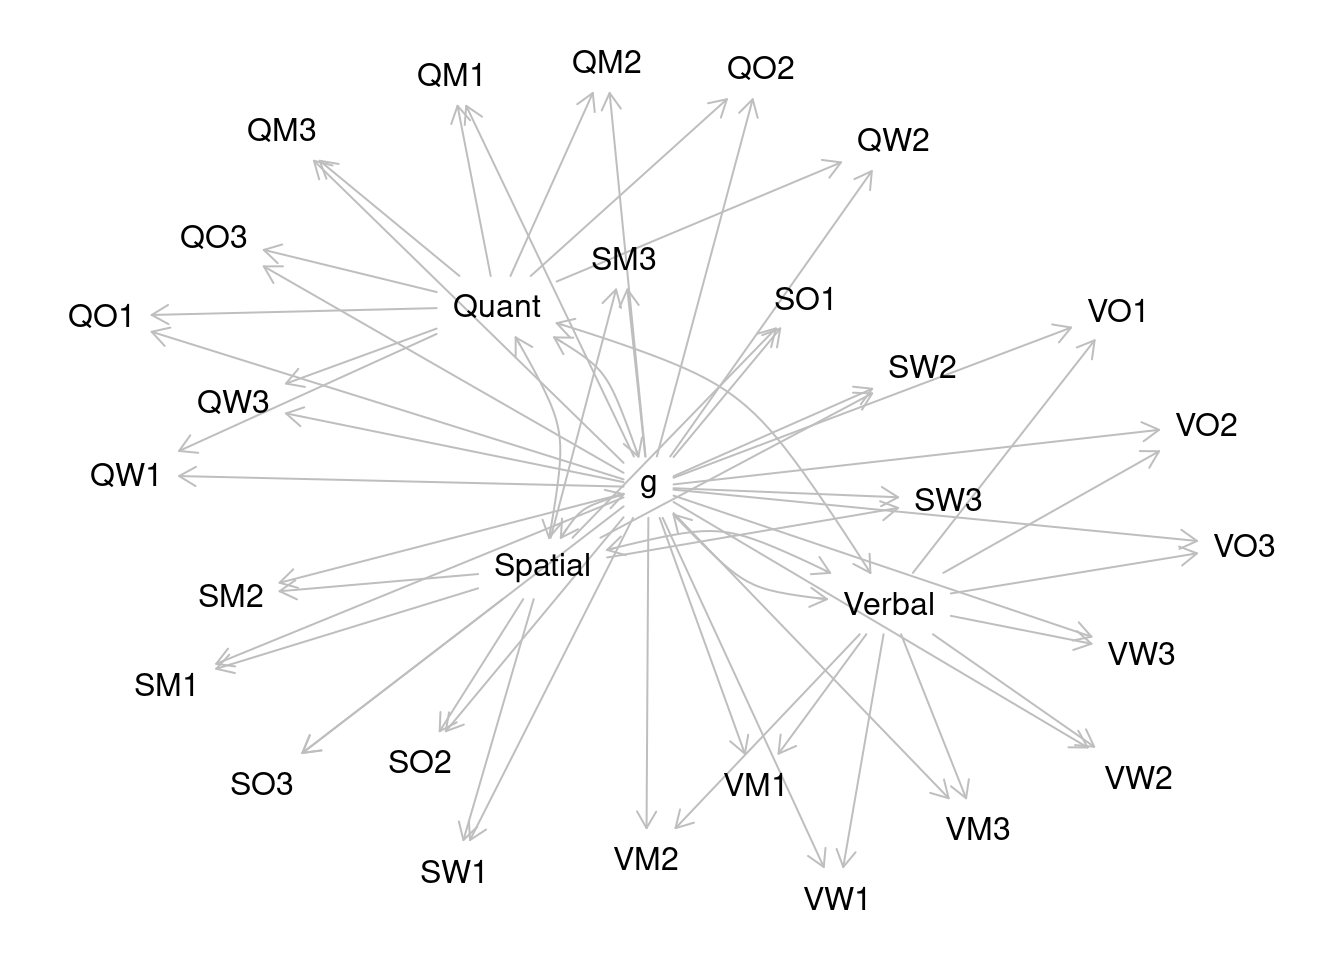 QM2
QO2
QM1
QM3
QW2
QO3
SM3
SO1
Quant
VO1
QO1
SW2
QW3
VO2
QW1
g
SW3
VO3
Spatial
SM2
Verbal
VW3
SM1
SO2
VW2
SO3
VM1
VM3
VM2
SW1
VW1